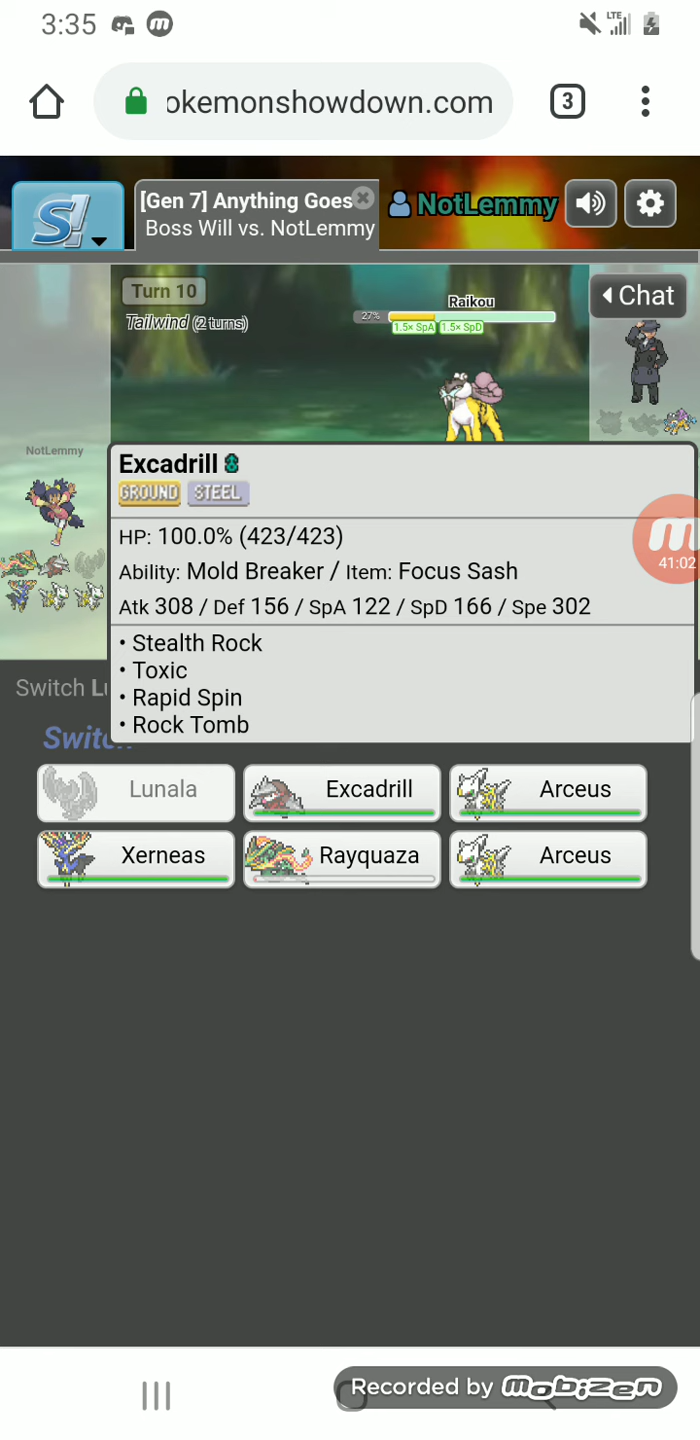 3:35
LTE
okemonshowdown.com
3
[Gen 7] Anything Goes
Boss Will vs. NotLemmy
NotLemmy
Turn 10
Tailwind (2 turns)
Raikou
27%
1.5× SpA 1.5× SpD
Chat
NotLemmy
Excadrill
GROUND STEEL
HP: 100.0% (423/423)
Ability: Mold Breaker / Item: Focus Sash
Atk 308 / Def 156 / SpA 122 / SpD 166 / Spe 302
41:02
• Stealth Rock
• Toxic
• Rapid Spin
• Rock Tomb
Switch
Switch
Lunala
Excadrill
Arceus
Xerneas
Rayquaza
Arceus
Recorded by mobizen